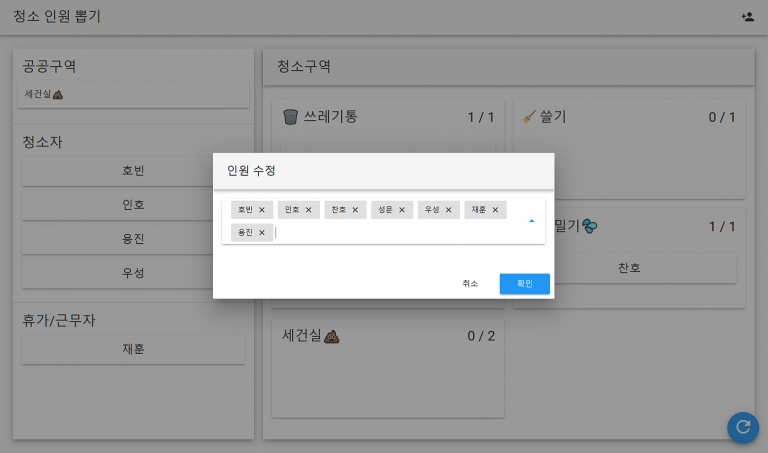 청소 인원 뽑기
공공구역
세건실💩
청소자
호빈
인호
용진
우성
휴가/근무자
재훈
청소구역
🗑️ 쓰레기통 1 / 1
🧹 쓸기 0 / 1
밀기💦 1 / 1
찬호
세건실💩 0 / 2
인원 수정
호빈 × 인호 × 찬호 × 성문 × 우성 × 재훈 ×
용진 ×
취소 확인